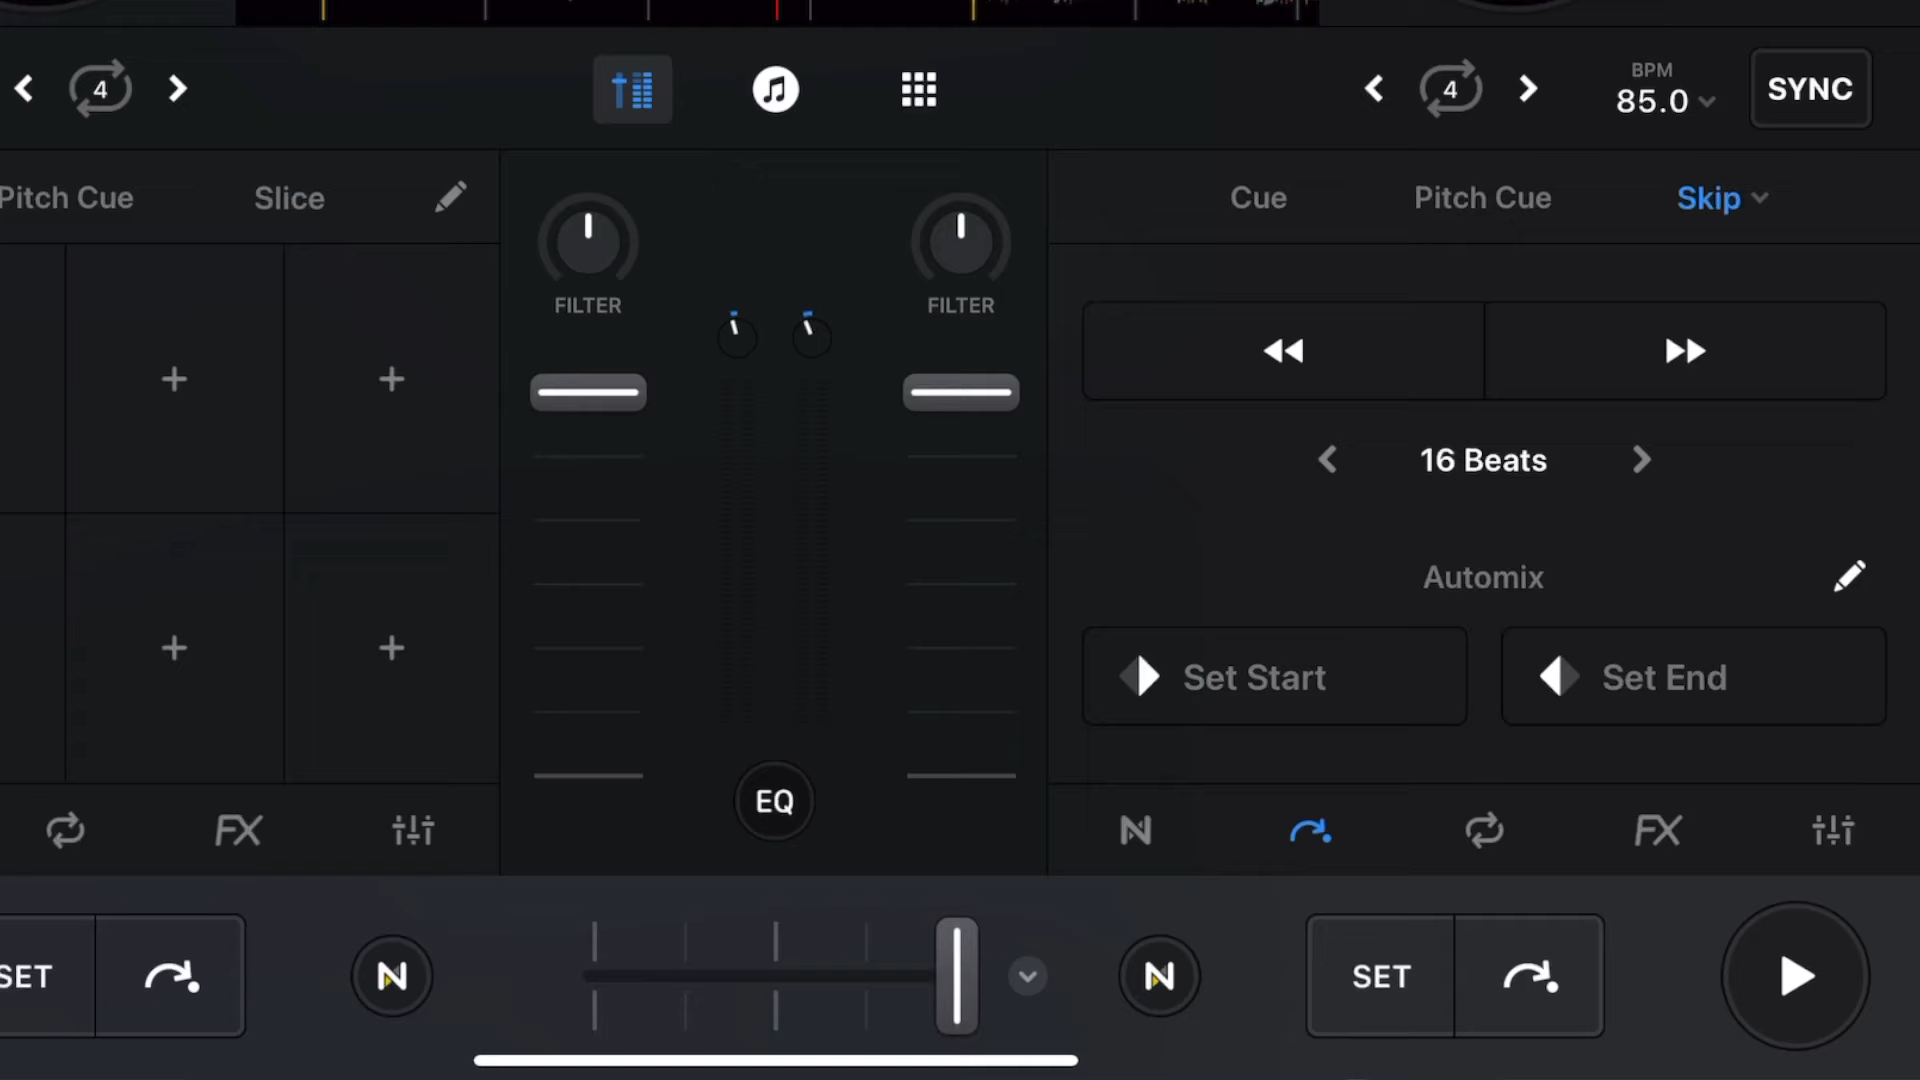 4
4
BPM
85.0
SYNC
Pitch Cue
Slice
Cue
Pitch Cue
Skip
FILTER
FILTER
16 Beats
Automix
Set Start
Set End
EQ
FX
FX
SET
SET